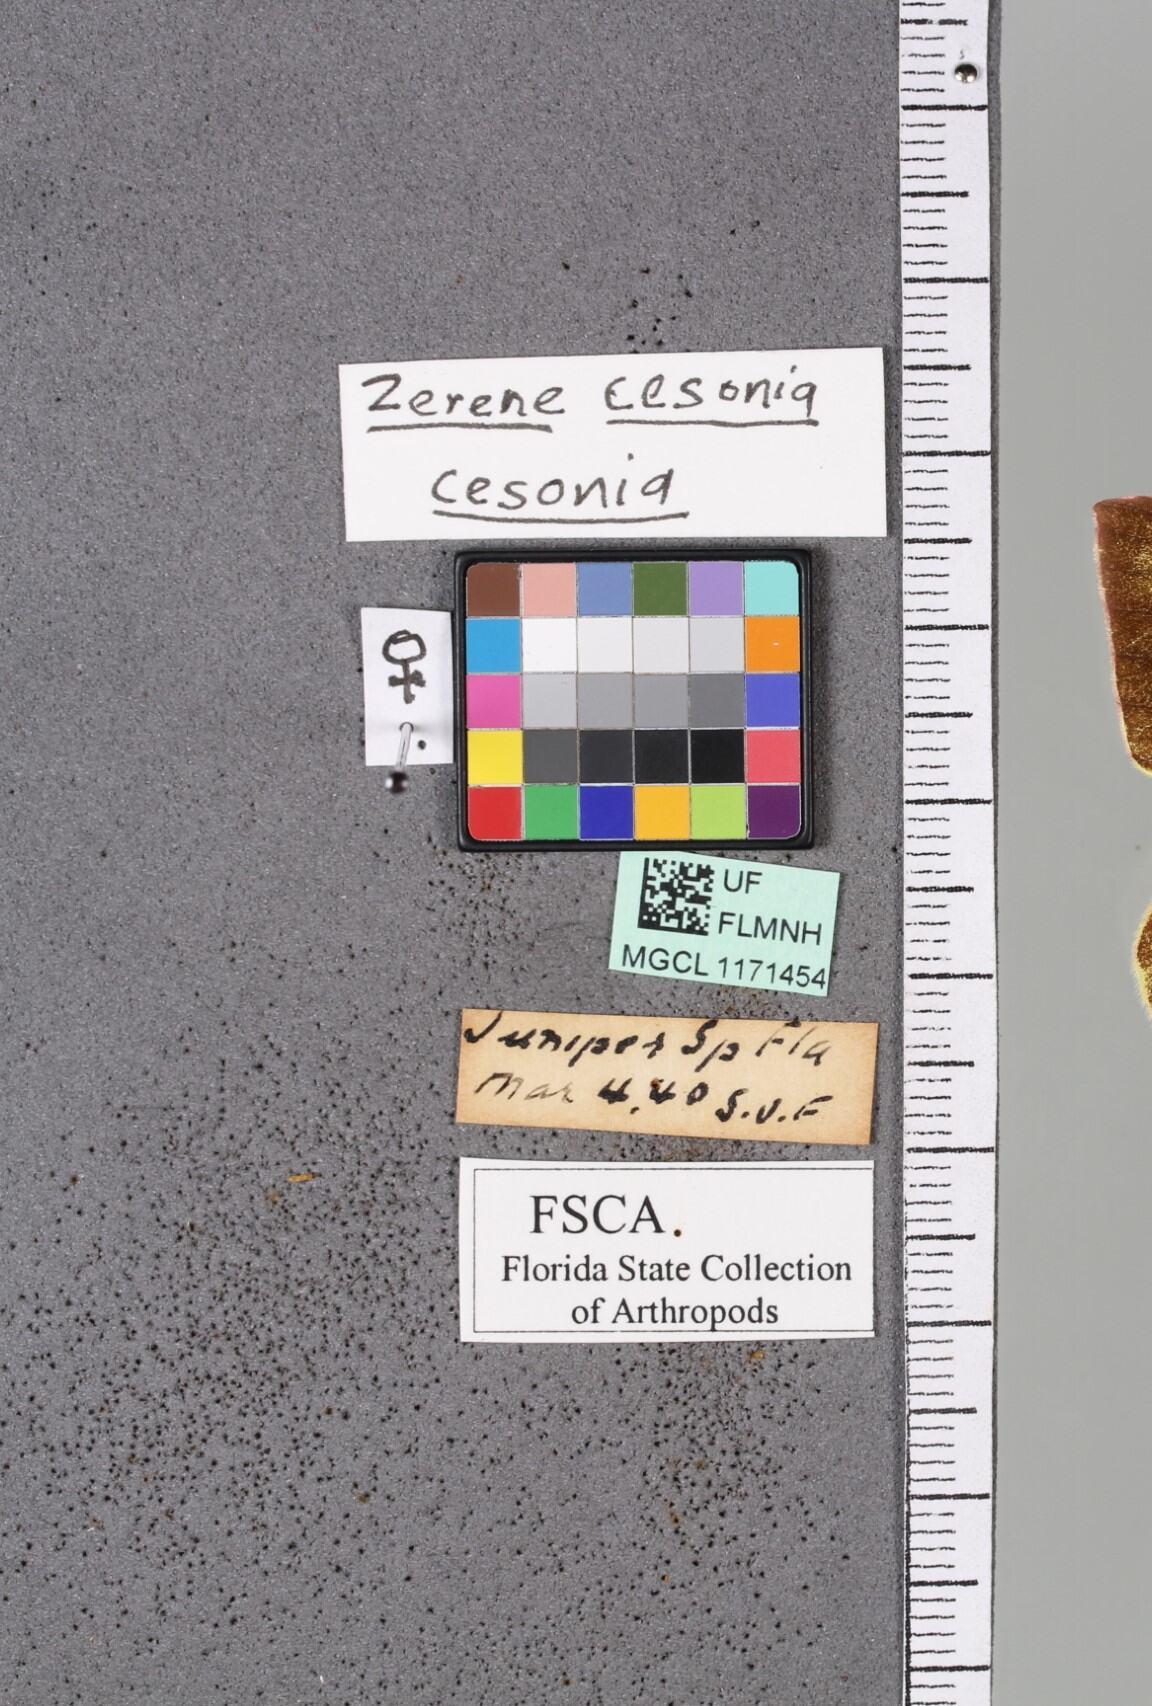 Zerene cesonia
cesonia
♀
UF
FLMNH
MGCL 1171454
Juniper Sp Fla
Mar 4.40 S.V.F
FSCA.
Florida State Collection
of Arthropods